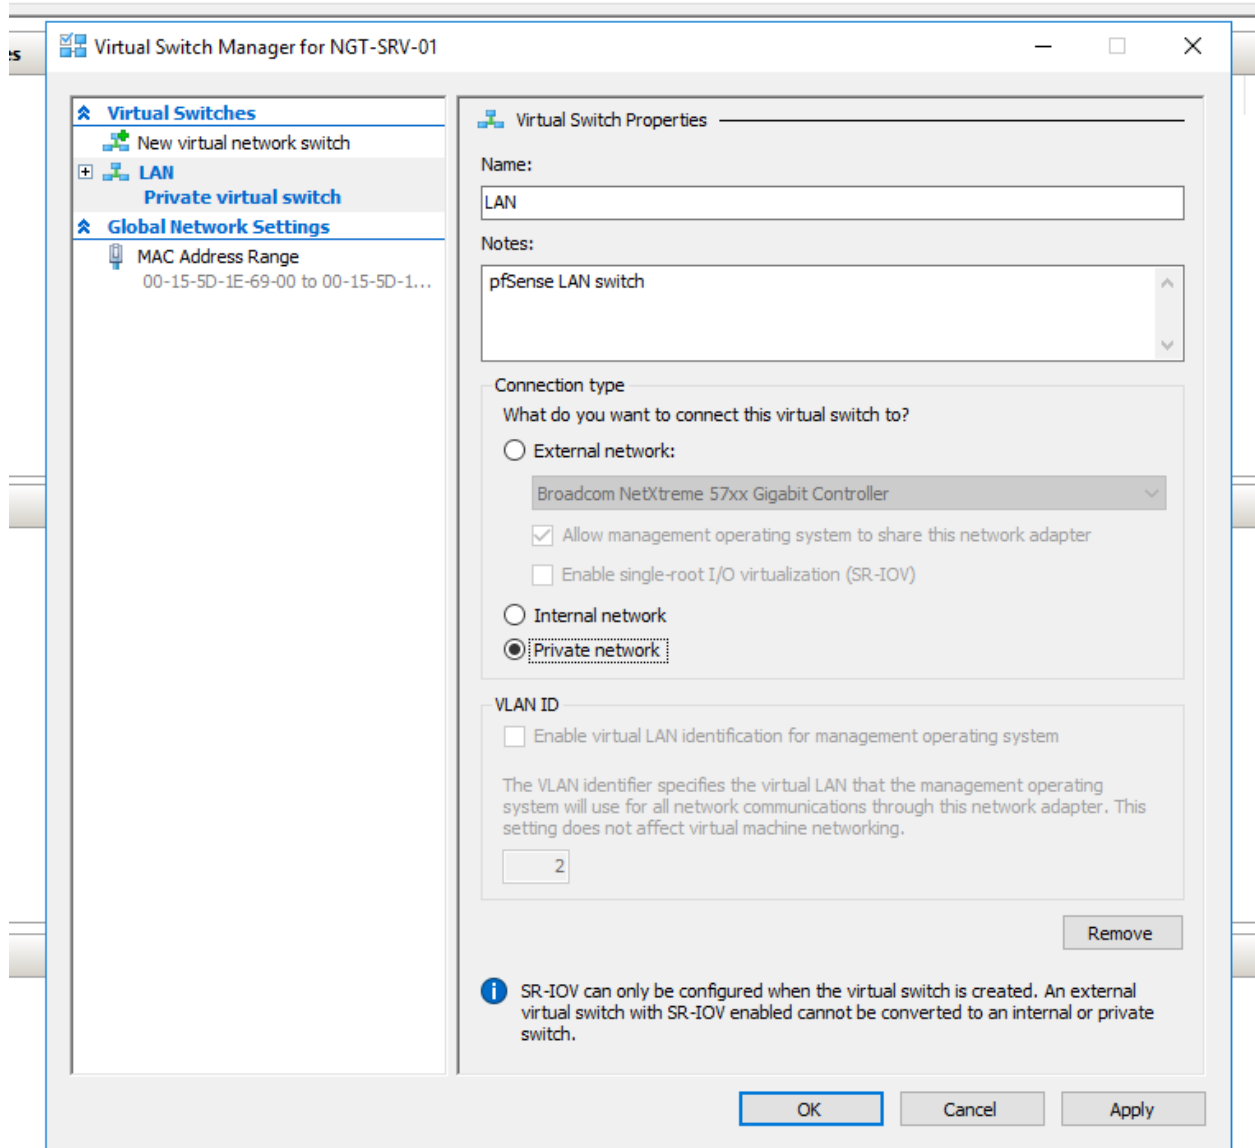 es
Virtual Switch Manager for NGT-SRV-01
Virtual Switches
New virtual network switch
LAN
Private virtual switch
Global Network Settings
MAC Address Range
00-15-5D-1E-69-00 to 00-15-5D-1...
Virtual Switch Properties
Name:
LAN
Notes:
pfSense LAN switch
Connection type
What do you want to connect this virtual switch to?
External network:
Broadcom NetXtreme 57xx Gigabit Controller
Allow management operating system to share this network adapter
Enable single-root I/O virtualization (SR-IOV)
Internal network
Private network
VLAN ID
Enable virtual LAN identification for management operating system
The VLAN identifier specifies the virtual LAN that the management operating
system will use for all network communications through this network adapter. This
setting does not affect virtual machine networking.
2
Remove
SR-IOV can only be configured when the virtual switch is created. An external
virtual switch with SR-IOV enabled cannot be converted to an internal or private
switch.
OK
Cancel
Apply